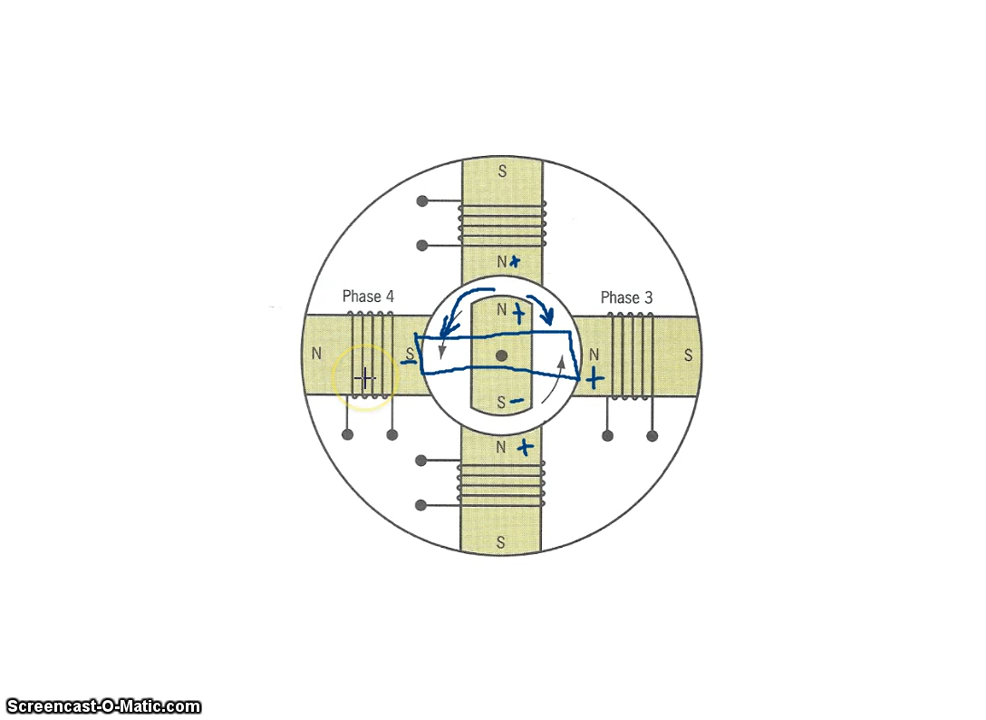 S
N +
Phase 4
Phase 3
N +
N
S -
N +
S
S -
N +
S
Screencast-O-Matic.com